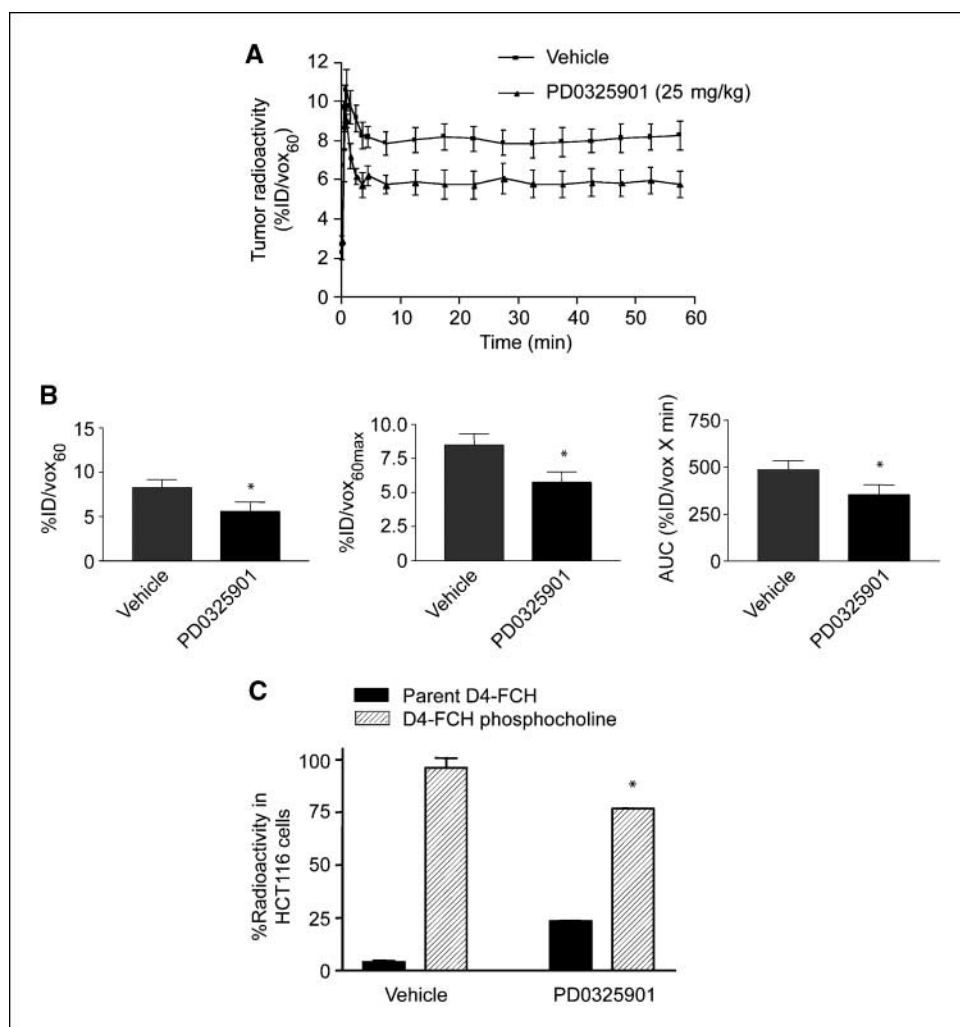 A
Vehicle
PD0325901 (25 mg/kg)
Tumor radioactivity
(%ID/vox60)
12
10
8
6
4
2
0
0 10 20 30 40 50 60
Time (min)
B
%ID/vox60
15
10
5
0
Vehicle
PD0325901
*
%ID/vox60max
10.0
7.5
5.0
2.5
0
Vehicle
PD0325901
*
AUC (%ID/vox X min)
750
500
250
0
Vehicle
PD0325901
*
C
Parent D4-FCH
D4-FCH phosphocholine
%Radioactivity in
HCT116 cells
100
75
50
25
0
*
Vehicle PD0325901